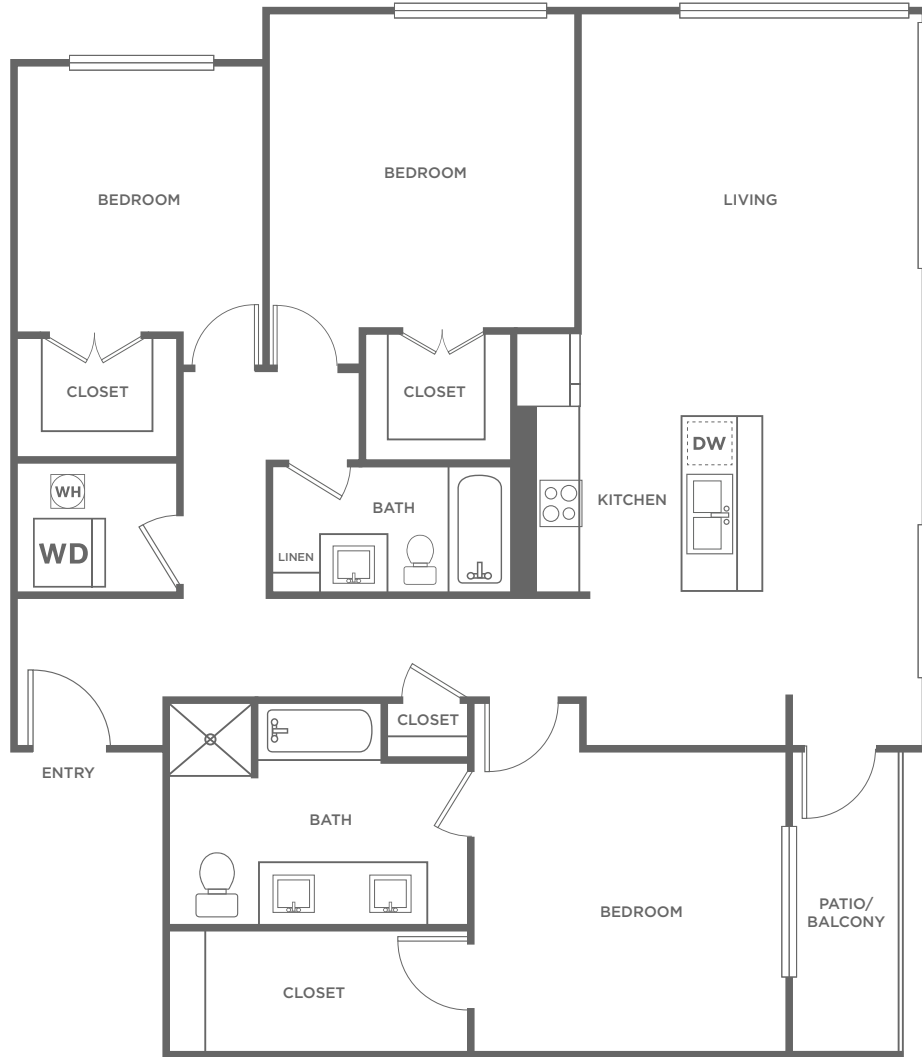 BEDROOM
BEDROOM
LIVING
CLOSET
CLOSET
DW
WH
KITCHEN
BATH
WD
LINEN
CLOSET
ENTRY
BATH
BEDROOM
PATIO/
BALCONY
CLOSET